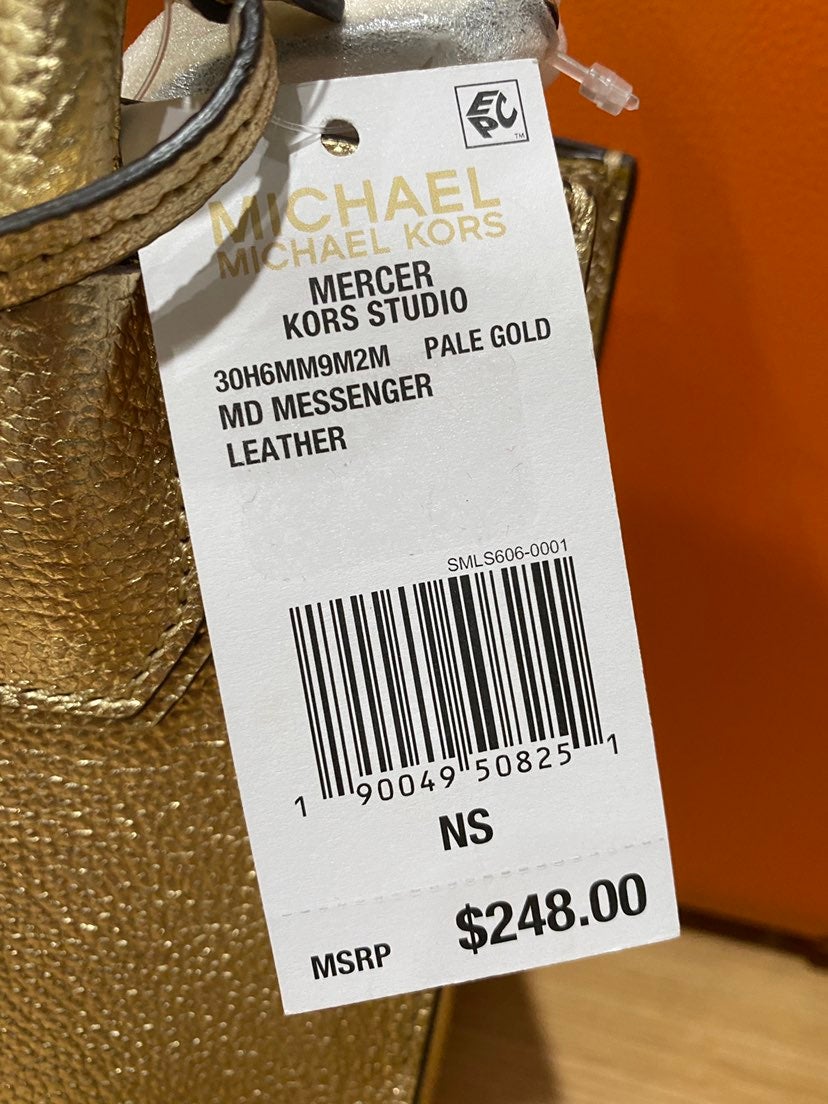 EPC™
MICHAEL
MICHAEL KORS
MERCER
KORS STUDIO
30H6MM9M2M PALE GOLD
MD MESSENGER
LEATHER
SMLS606-0001
1 90049 50825 1
NS
MSRP $248.00